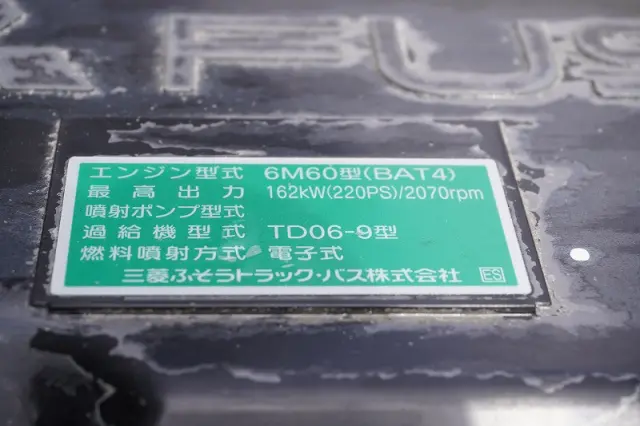 FUS
エンジン型式 6M60型(BAT4)
最高出力 162kW(220PS)/2070rpm
噴射ポンプ型式
過給機型式 TD06-9型
燃料噴射方式 電子式
三菱ふそうトラック・バス株式会社 ES